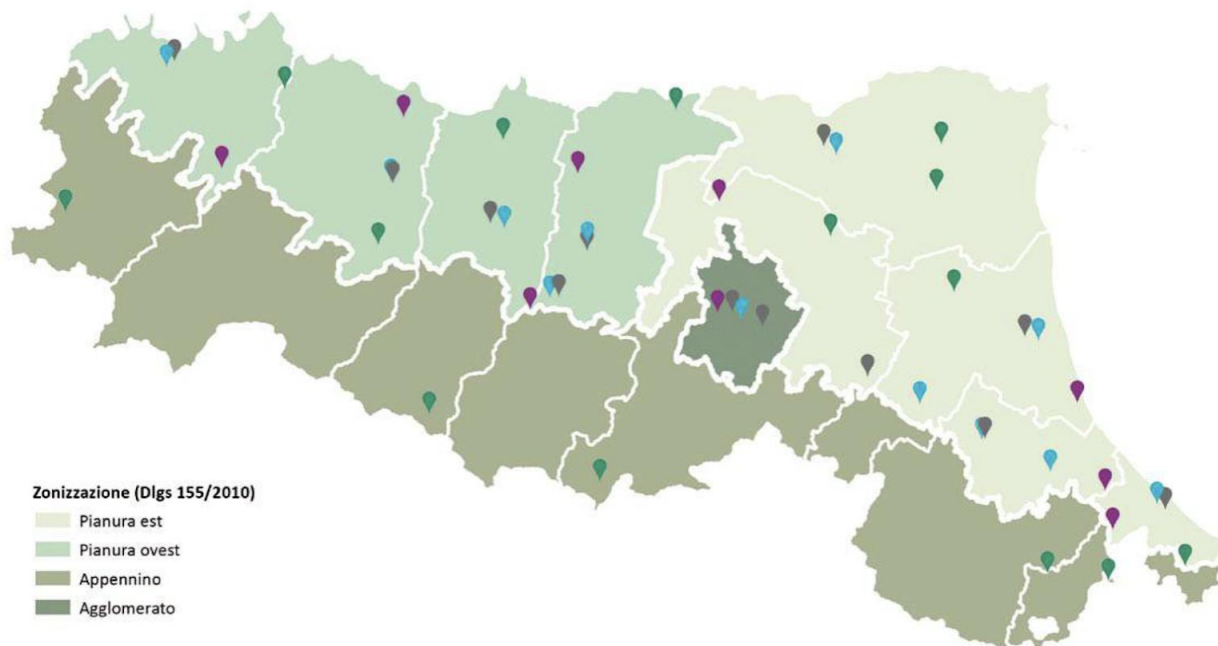 Zonizzazione (Dlgs 155/2010)
Pianura est
Pianura ovest
Appennino
Agglomerato